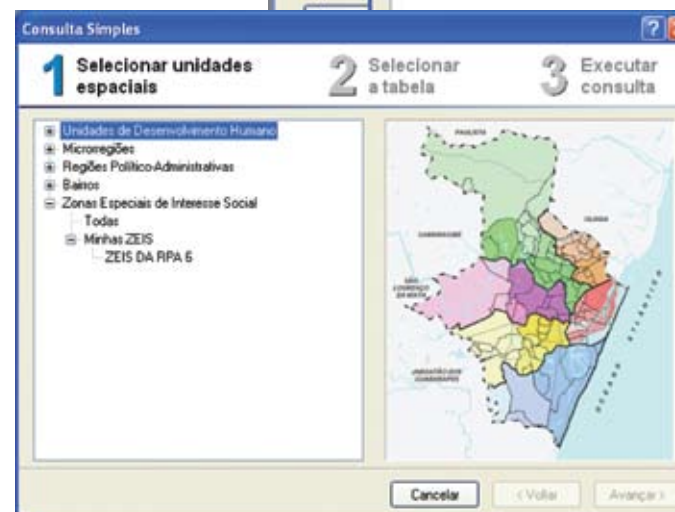 Consulta Simples
1 Selecionar unidades espaciais
2 Selecionar a tabela
3 Executar consulta
Unidades de Desenvolvimento Humano
Microrregiões
Regiões Político-Administrativas
Bairros
Zonas Especiais de Interesse Social
Todas
Minhas ZEIS
ZEIS DA RPA 6
PAULISTA
OLINDA
CAMARAGIBE
SÃO
LOURENÇO
DA MATA
JABOATÃO DOS
GUARARAPES
Cancelar
< Voltar
Avançar >